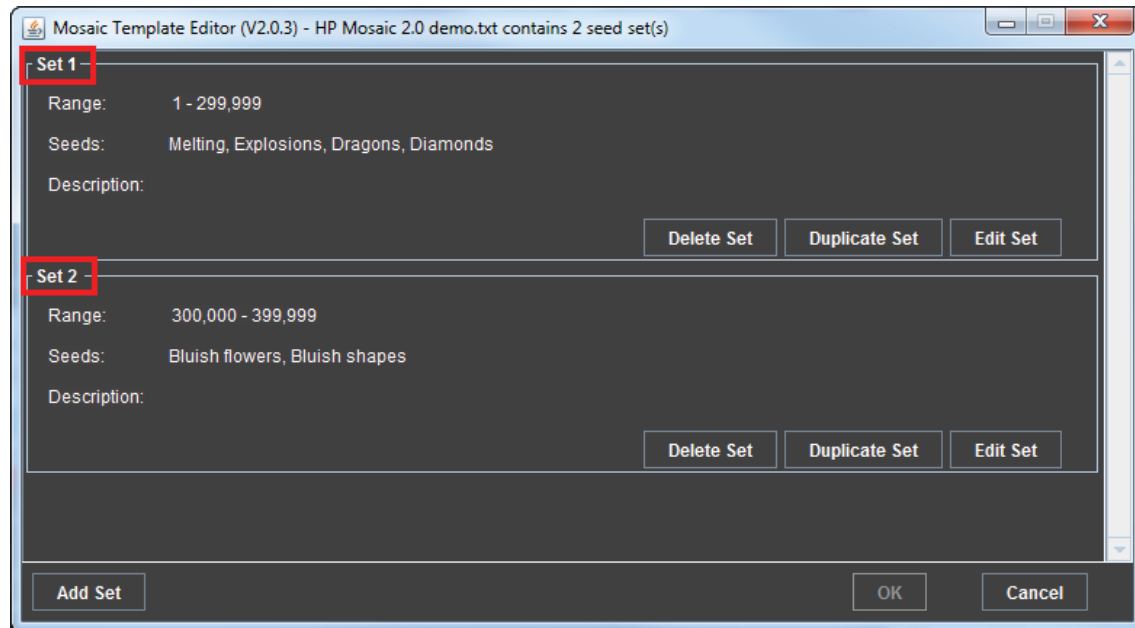 Mosaic Template Editor (V2.0.3) - HP Mosaic 2.0 demo.txt contains 2 seed set(s)
Set 1
Range: 1 - 299,999
Seeds: Melting, Explosions, Dragons, Diamonds
Description:
Delete Set Duplicate Set Edit Set
Set 2
Range: 300,000 - 399,999
Seeds: Bluish flowers, Bluish shapes
Description:
Delete Set Duplicate Set Edit Set
Add Set OK Cancel